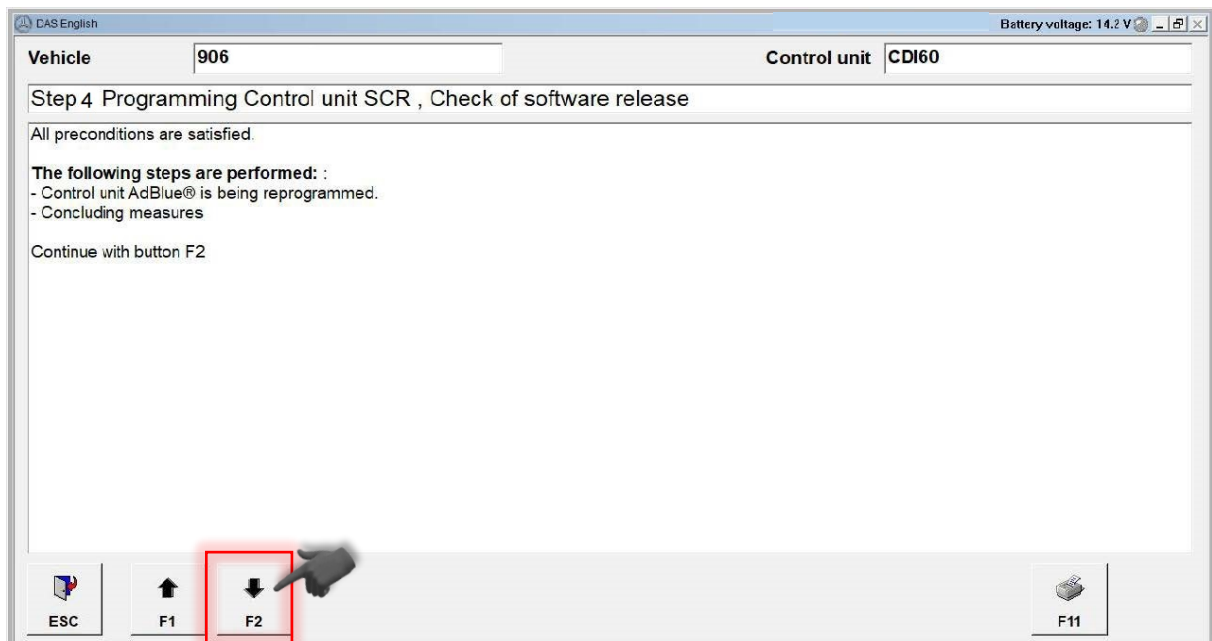 CAS English
Battery voltage: 14.2 V
Vehicle 906 Control unit CDI60
Step 4 Programming Control unit SCR , Check of software release
All preconditions are satisfied.
The following steps are performed: :
- Control unit AdBlue® is being reprogrammed.
- Concluding measures
Continue with button F2
ESC F1 F2 F11